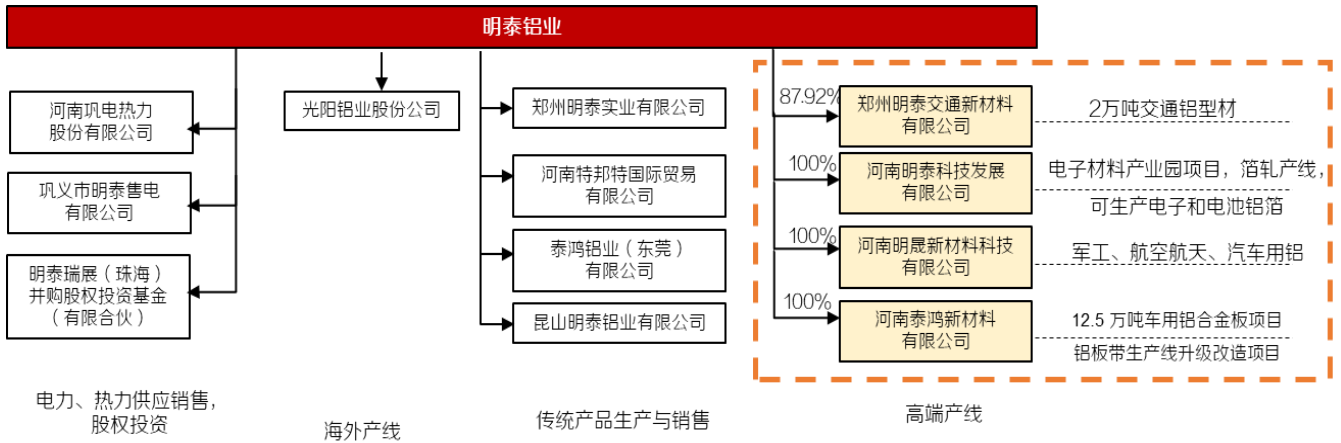 明泰铝业
河南巩电热力
股份有限公司
巩义市明泰售电
有限公司
明泰瑞展（珠海）
并购股权投资基金
（有限合伙）
电力、热力供应销售，
股权投资
光阳铝业股份公司
海外产线
郑州明泰实业有限公司
河南特邦特国际贸易
有限公司
泰鸿铝业（东莞）
有限公司
昆山明泰铝业有限公司
传统产品生产与销售
87.92%
郑州明泰交通新材料
有限公司
2万吨交通铝型材
100%
河南明泰科技发展
有限公司
电子材料产业园项目，箔轧产线，
可生产电子和电池铝箔
100%
河南明晟新材料科技
有限公司
军工、航空航天、汽车用铝
100%
河南泰鸿新材料
有限公司
12.5 万吨车用铝合金板项目
铝板带生产线升级改造项目
高端产线